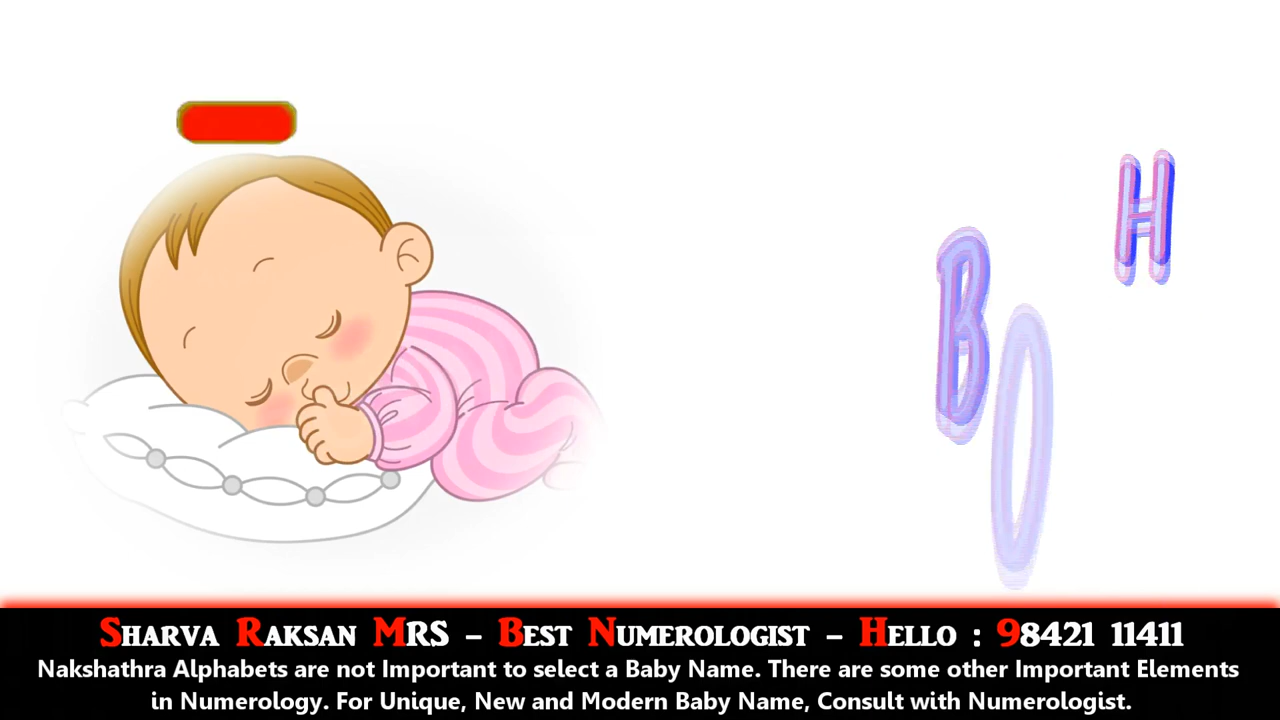 H
B
0
SHARVA RAKSAN MRS – BEST NUMEROLOGIST – HELLO : 98421 11411
Nakshathra Alphabets are not Important to select a Baby Name. There are some other Important Elements
in Numerology. For Unique, New and Modern Baby Name, Consult with Numerologist.